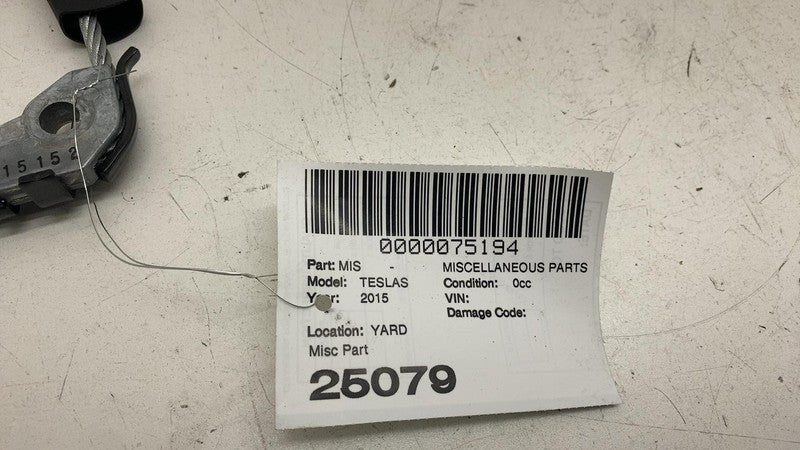 15152
0000075194
Part: MIS - MISCELLANEOUS PARTS
Model: TESLAS Condition: 0cc
Year: 2015 VIN:
Damage Code:
Location: YARD
Misc Part
25079